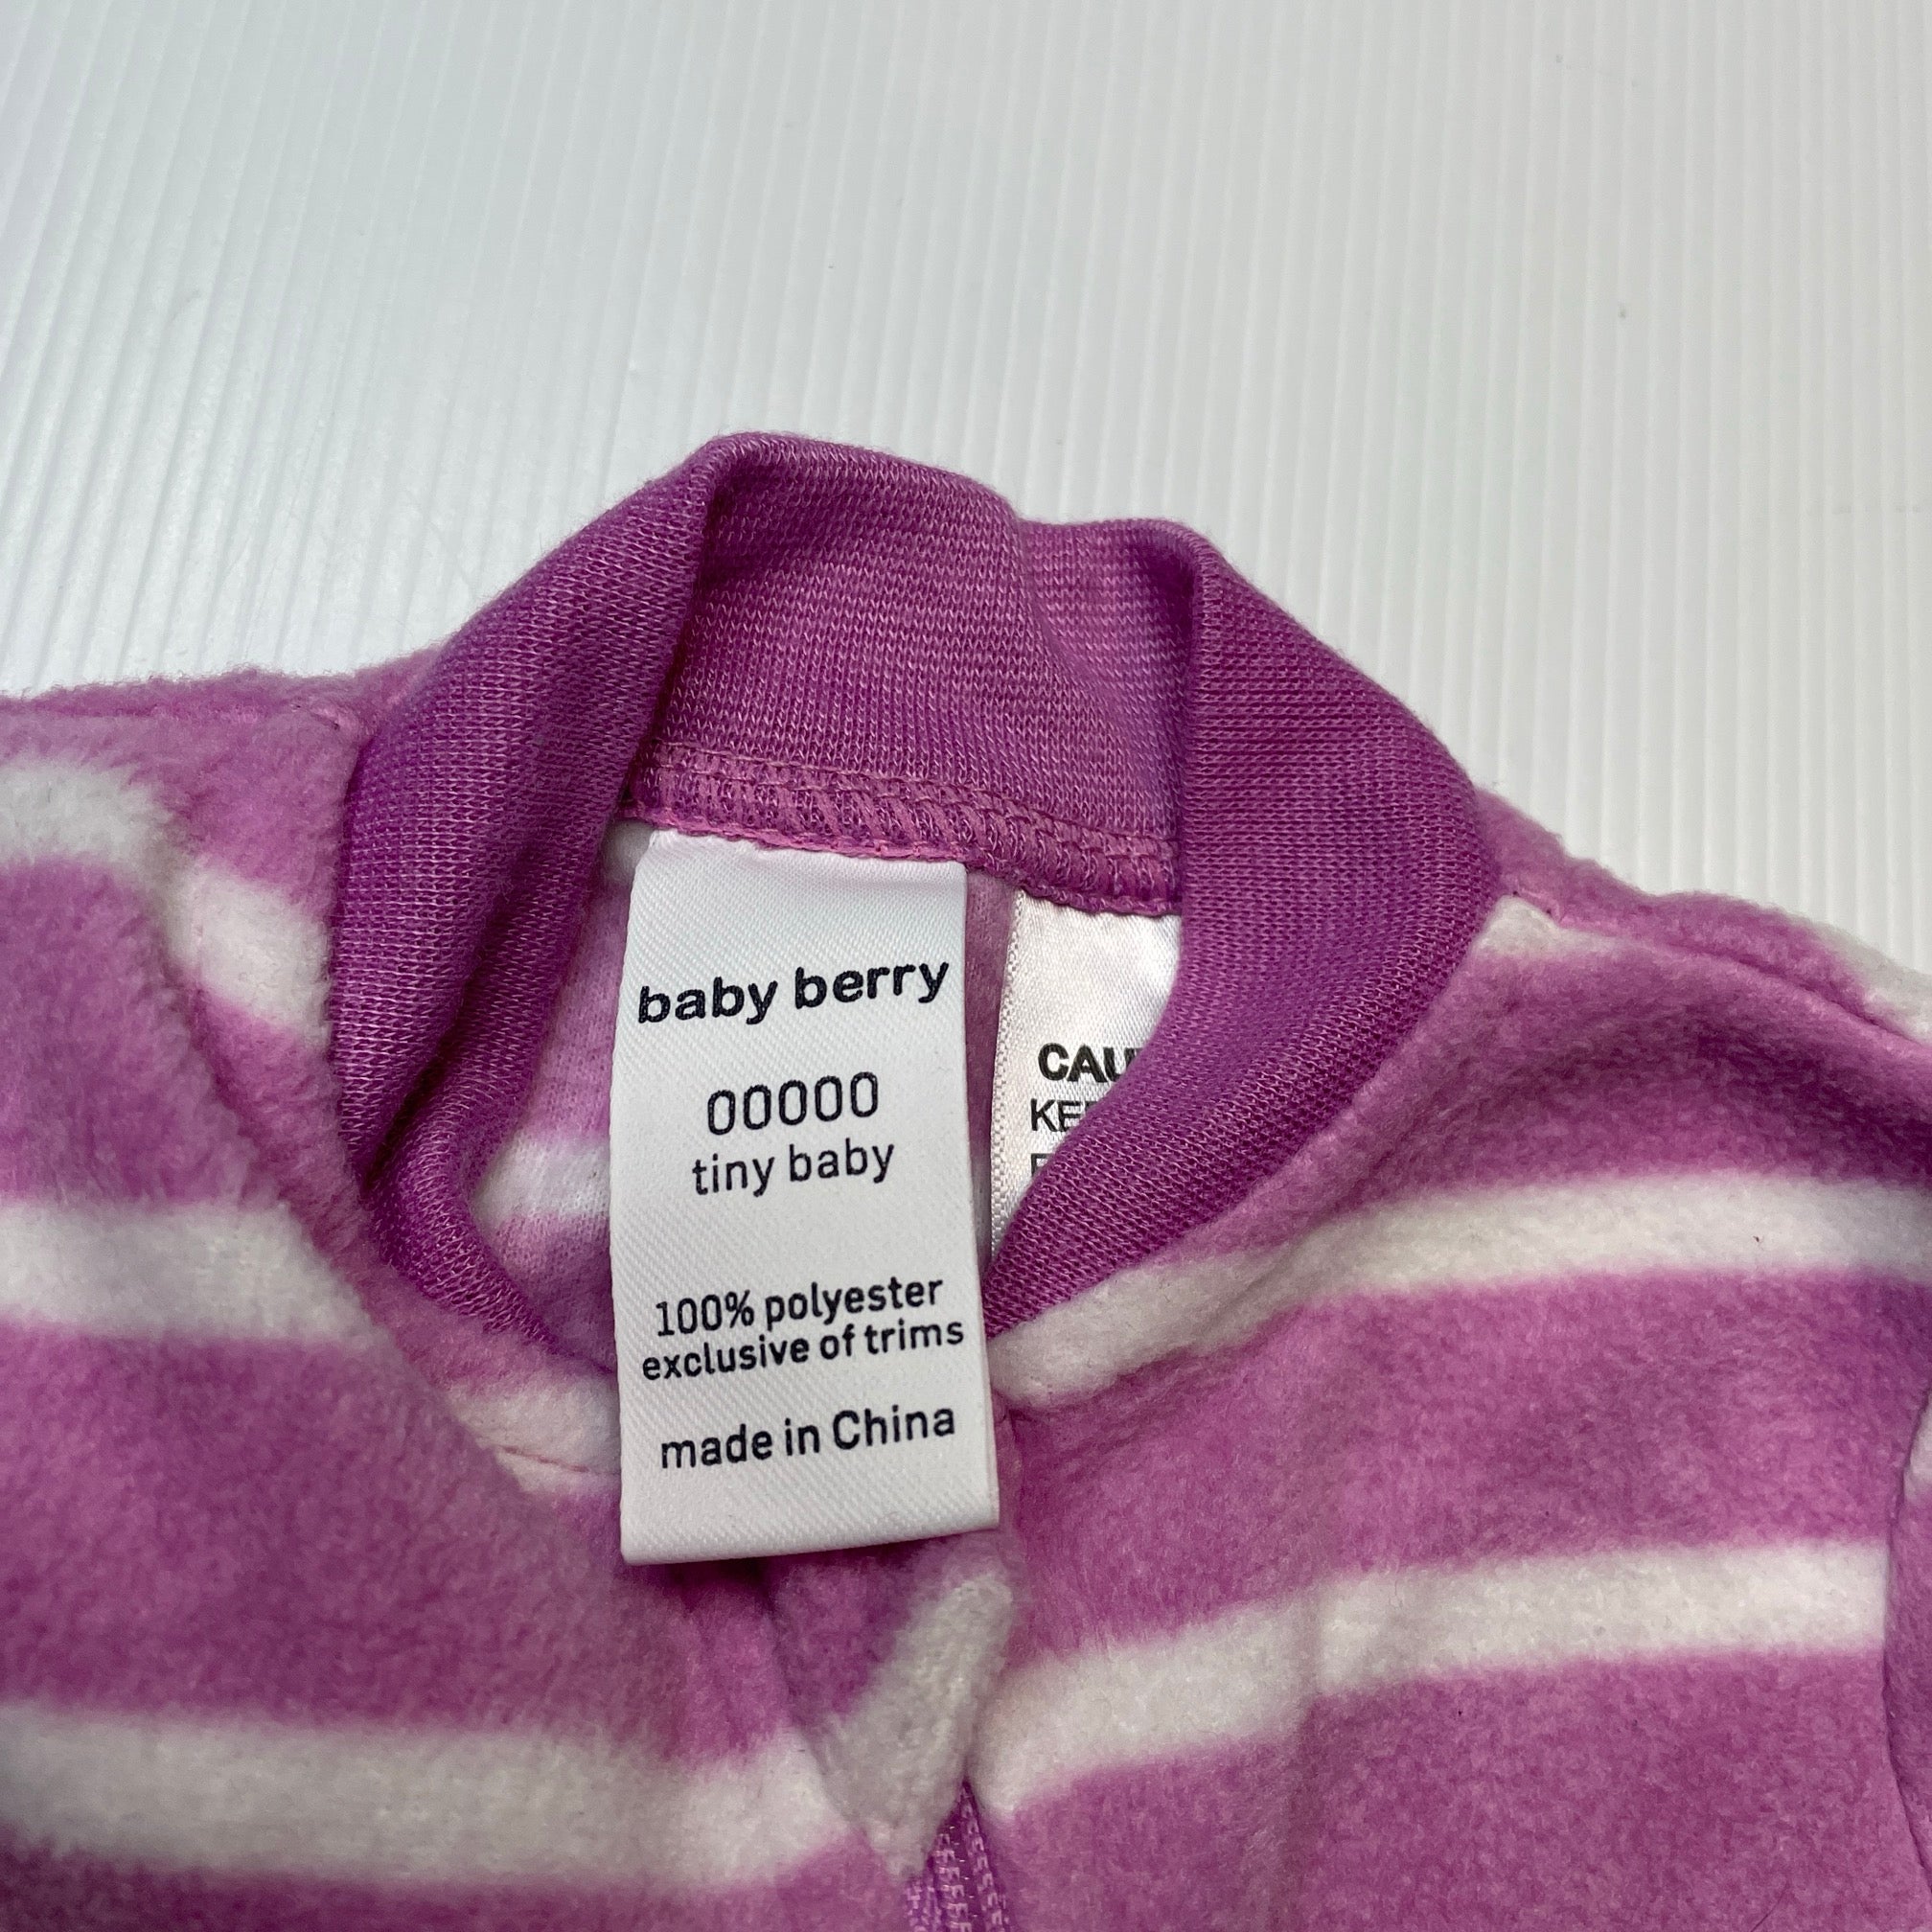 baby berry
00000
tiny baby
100% polyester
exclusive of trims
made in China